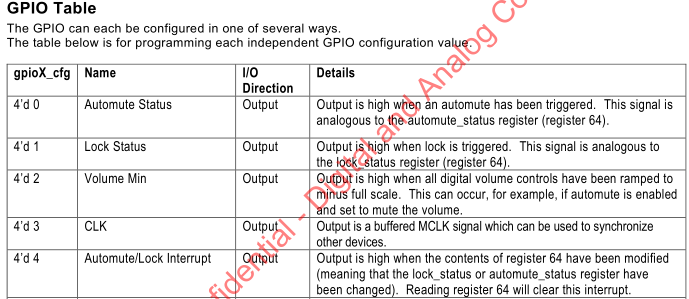 GPIO Table
The GPIO can each be configured in one of several ways.
The table below is for programming each independent GPIO configuration value.
gpioX_cfg Name I/O Direction Details
4'd 0 Automute Status Output Output is high when an automute has been triggered. This signal is
analogous to the automute_status register (register 64).
4'd 1 Lock Status Output Output is high when lock is triggered. This signal is analogous to
the lock_status register (register 64).
4'd 2 Volume Min Output Output is high when all digital volume controls have been ramped to
minus full scale. This can occur, for example, if automute is enabled
and set to mute the volume.
4'd 3 CLK Output Output is a buffered MCLK signal which can be used to synchronize
other devices.
4'd 4 Automute/Lock Interrupt Output Output is high when the contents of register 64 have been modified
(meaning that the lock_status or automute_status register have
been changed). Reading register 64 will clear this interrupt.
fidential - Digital and Analog Co